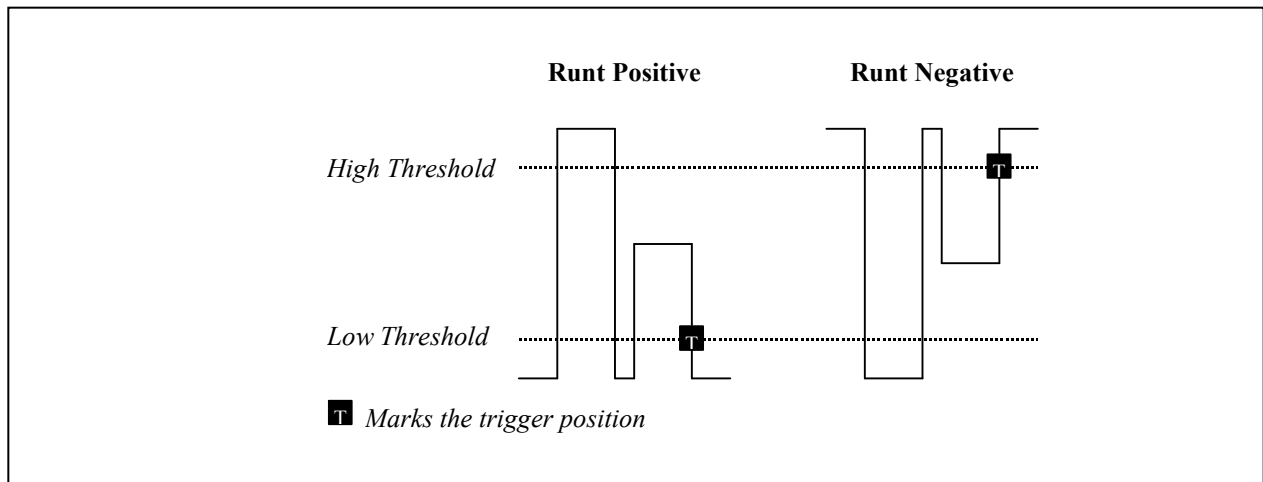 Runt Positive Runt Negative
High Threshold
T
Low Threshold
T
T Marks the trigger position